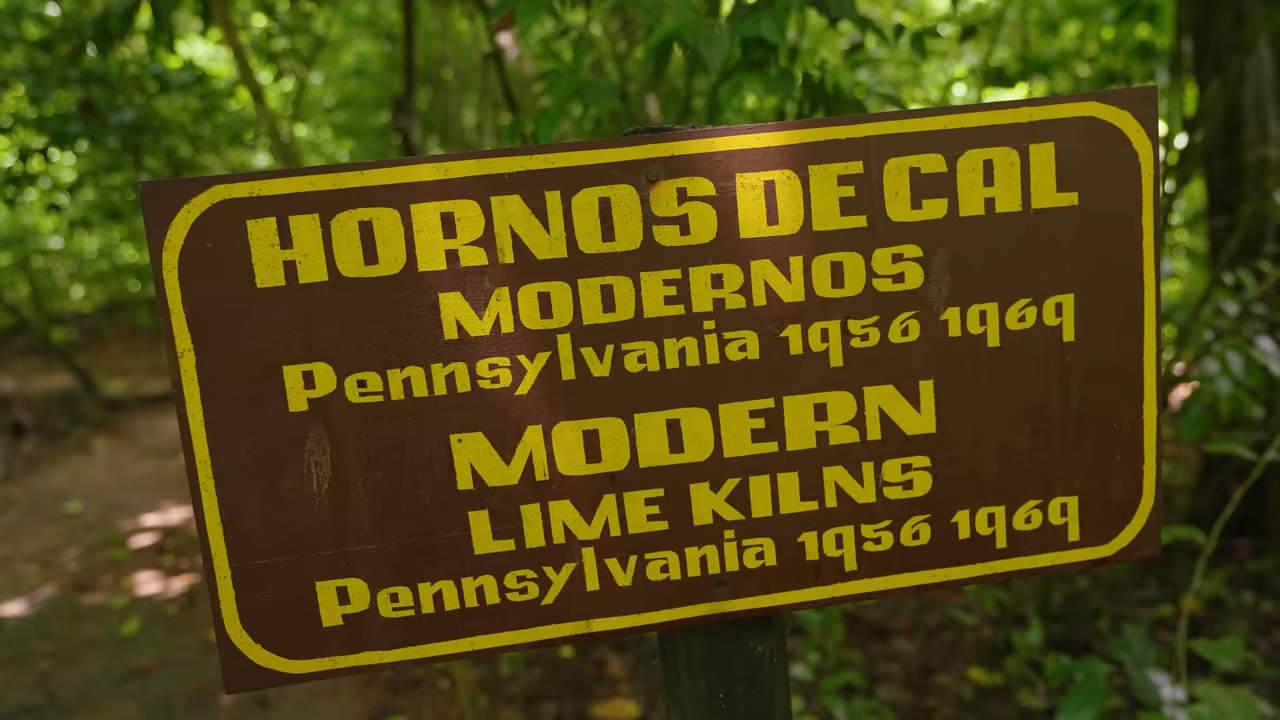 HORNOS DE CAL
MODERNOS
Pennsylvania 1956 1969
MODERN
LIME KILNS
Pennsylvania 1956 1969